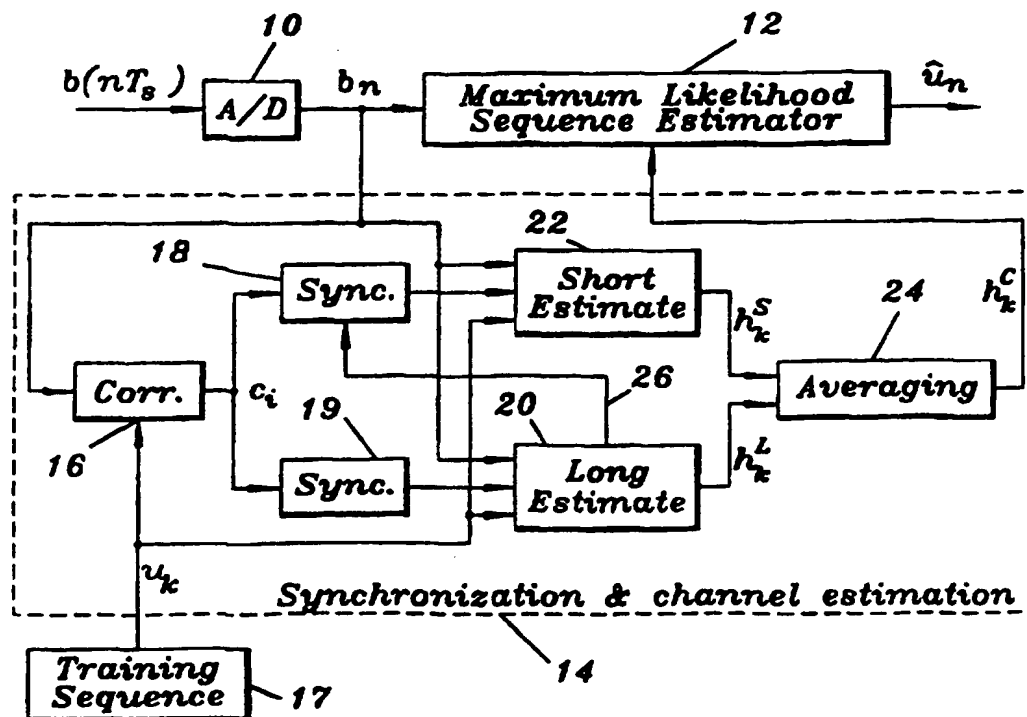 10
12
b(nT_s)
A/D
b_n
Maximum Likelihood
Sequence Estimator
û_n
18
22
Sync.
Short
Estimate
h_k^S
24
h_k^C
Corr.
c_i
16
19
26
20
Averaging
Sync.
Long
Estimate
h_k^L
u_k
Synchronization & channel estimation
14
Training
Sequence
17